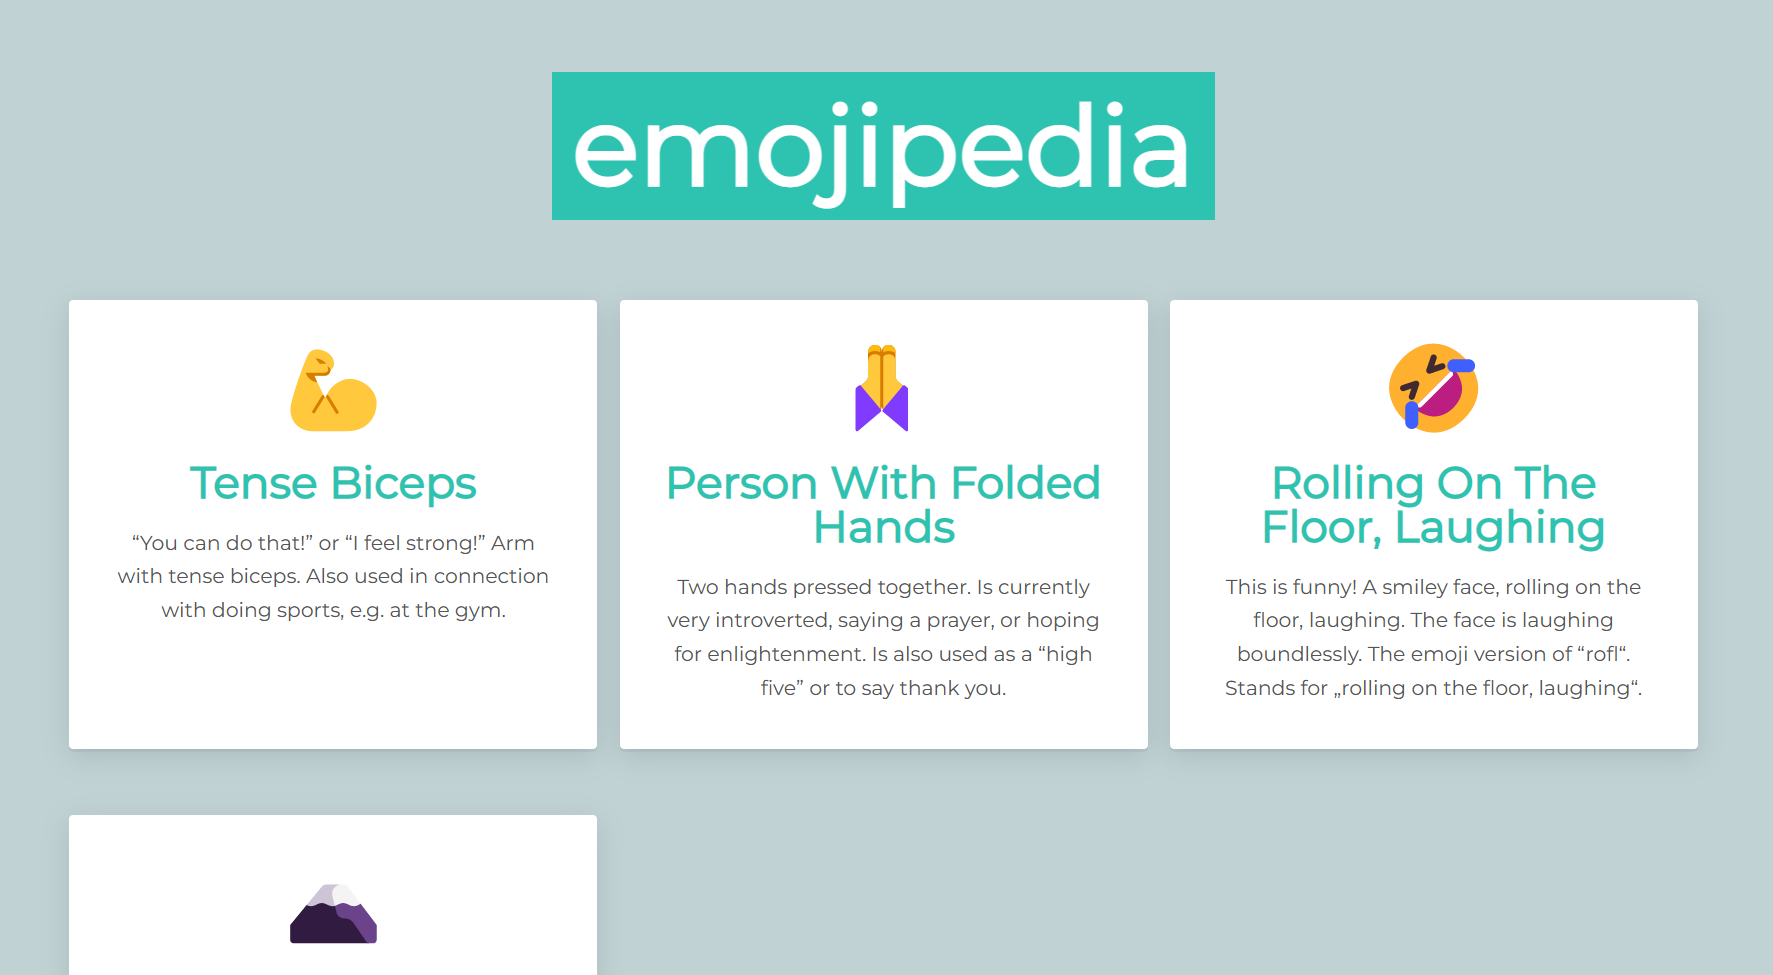 emojipedia
Tense Biceps
“You can do that!” or “I feel strong!” Arm
with tense biceps. Also used in connection
with doing sports, e.g. at the gym.
Person With Folded
Hands
Two hands pressed together. Is currently
very introverted, saying a prayer, or hoping
for enlightenment. Is also used as a “high
five” or to say thank you.
Rolling On The
Floor, Laughing
This is funny! A smiley face, rolling on the
floor, laughing. The face is laughing
boundlessly. The emoji version of “rofl“.
Stands for „rolling on the floor, laughing“.